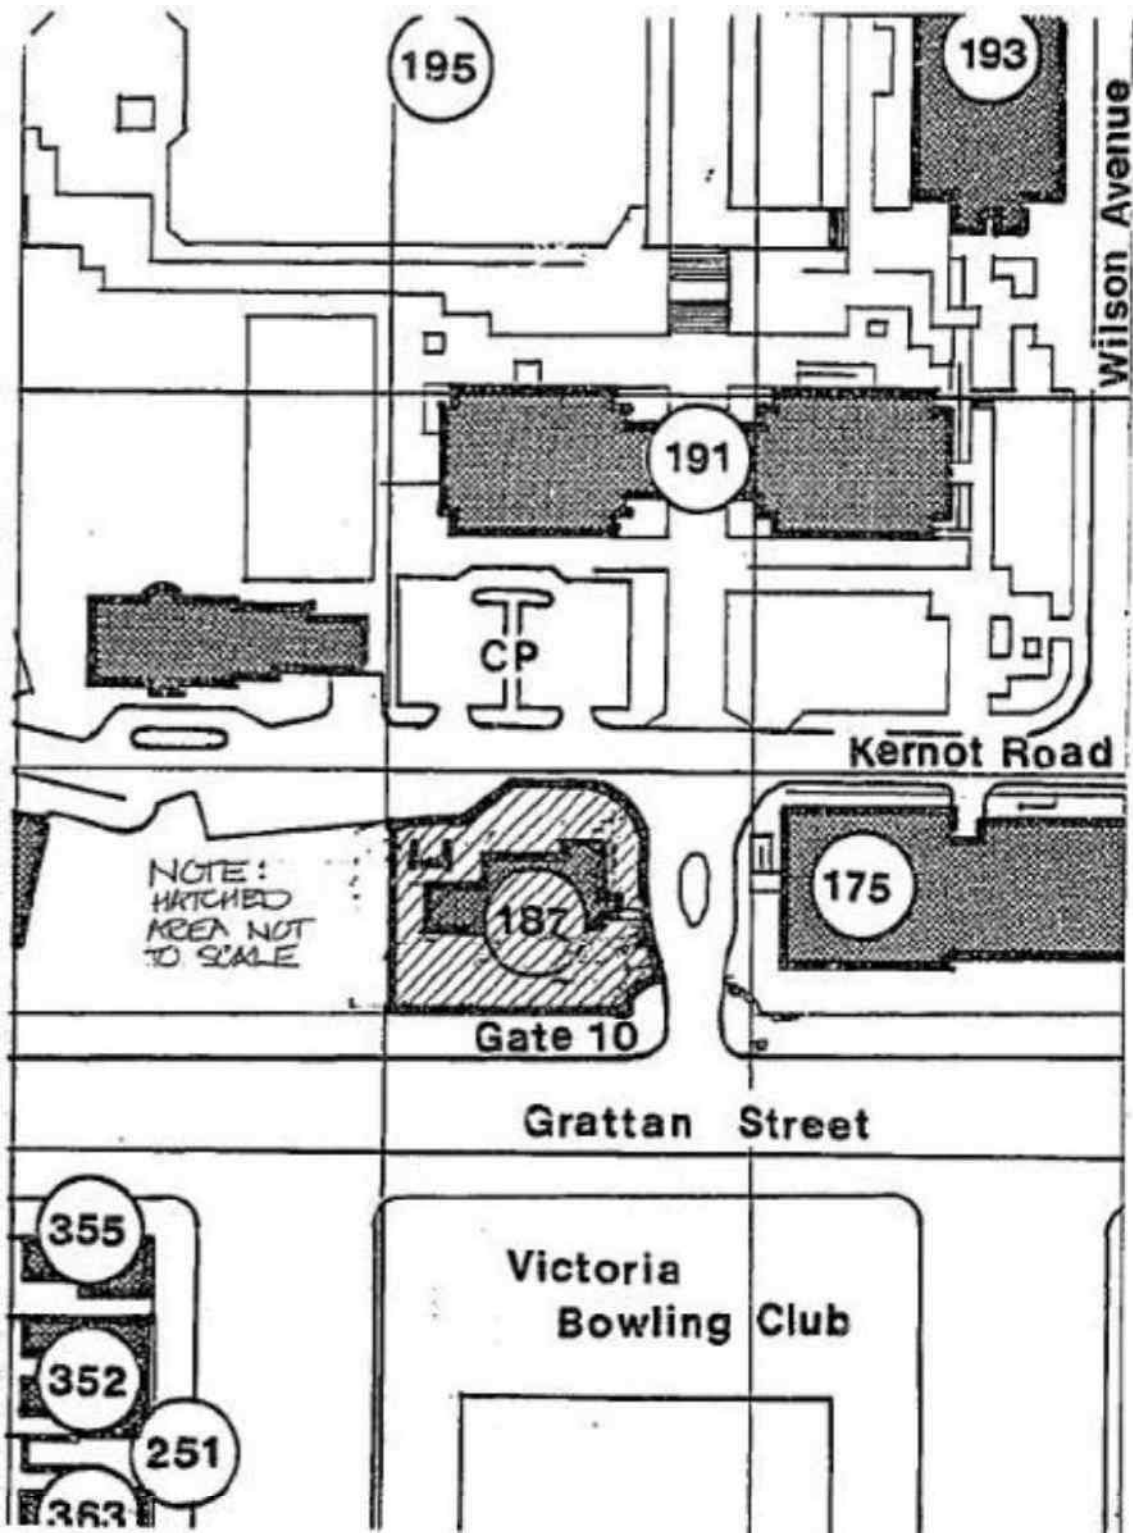 195
193
Wilson Avenue
191
CP
Kernot Road
NOTE:
HATCHED
AREA NOT
TO SCALE
187
175
Gate 10
Grattan Street
355
Victoria
Bowling Club
352
251
363